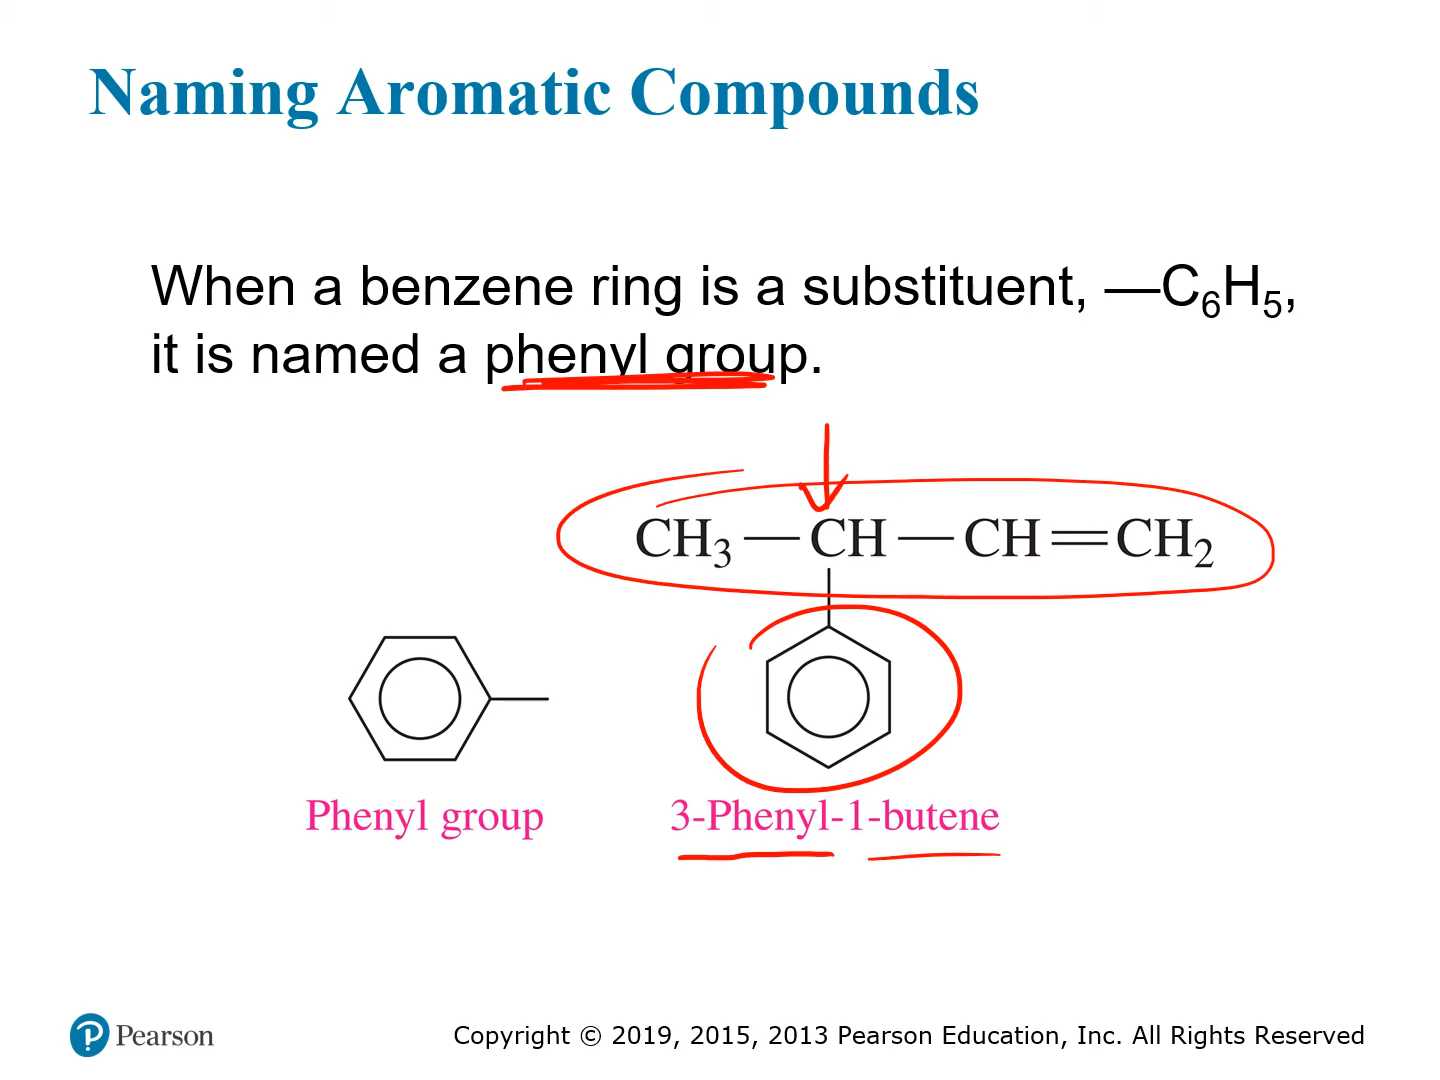 Naming Aromatic Compounds
When a benzene ring is a substituent, —C₆H₅,
it is named a phenyl group.
CH₃—CH—CH=CH₂
Phenyl group
3-Phenyl-1-butene
Pearson
Copyright © 2019, 2015, 2013 Pearson Education, Inc. All Rights Reserved